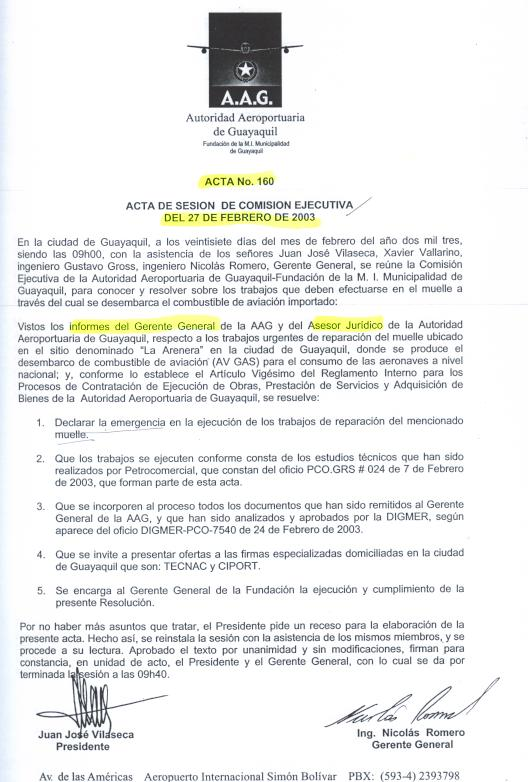 A.A.G.
Autoridad Aeroportuaria
de Guayaquil
Fundación de la M.I. Municipalidad
de Guayaquil
ACTA No. 160
ACTA DE SESION DE COMISION EJECUTIVA
DEL 27 DE FEBRERO DE 2003
En la ciudad de Guayaquil, a los veintisiete días del mes de febrero del año dos mil tres,
siendo las 09h00, con la asistencia de los señores Juan José Vilaseca, Xavier Vallarino,
ingeniero Gustavo Gross, ingeniero Nicolás Romero, Gerente General, se reúne la Comisión
Ejecutiva de la Autoridad Aeroportuaria de Guayaquil-Fundación de la M. I. Municipalidad de
Guayaquil, para conocer y resolver sobre los trabajos que deben efectuarse en el muelle a
través del cual se desembarca el combustible de aviación importado:
Vistos los informes del Gerente General de la AAG y del Asesor Jurídico de la Autoridad
Aeroportuaria de Guayaquil, respecto a los trabajos urgentes de reparación del muelle ubicado
en el sitio denominado "La Arenera" en la ciudad de Guayaquil, donde se produce el
desembarco de combustible de aviación (AV GAS) para el consumo de las aeronaves a nivel
nacional; y, conforme lo establece el Artículo Vigésimo del Reglamento Interno para los
Procesos de Contratación de Ejecución de Obras, Prestación de Servicios y Adquisición de
Bienes de la Autoridad Aeroportuaria de Guayaquil, se resuelve:
1. Declarar la emergencia en la ejecución de los trabajos de reparación del mencionado
muelle.
2. Que los trabajos se ejecuten conforme consta de los estudios técnicos que han sido
realizados por Petrocomercial, que constan del oficio PCO.GRS # 024 de 7 de Febrero
de 2003, que forman parte de esta acta.
3. Que se incorporen al proceso todos los documentos que han sido remitidos al Gerente
General de la AAG, y que han sido analizados y aprobados por la DIGMER, según
aparece del oficio DIGMER-PCO-7540 de 24 de Febrero de 2003.
4. Que se invite a presentar ofertas a las firmas especializadas domiciliadas en la ciudad
de Guayaquil que son: TECNAC y CIPORT.
5. Se encarga al Gerente General de la Fundación la ejecución y cumplimiento de la
presente Resolución.
Por no haber más asuntos que tratar, el Presidente pide un receso para la elaboración de la
presente acta. Hecho así, se reinstala la sesión con la asistencia de los mismos miembros, y se
procede a su lectura. Aprobado el texto por unanimidad y sin modificaciones, firman para
constancia, en unidad de acto, el Presidente y el Gerente General, con lo cual se da por
terminada la sesión a las 09h40.
Juan José Vilaseca
Presidente
Ing. Nicolás Romero
Gerente General
Av. de las Américas Aeropuerto Internacional Simón Bolívar PBX: (593-4) 2393798